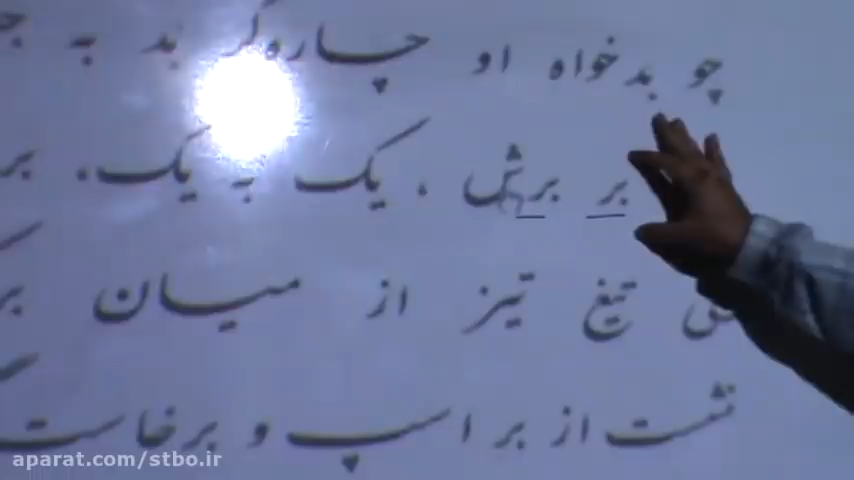 چو بدخواه او چاره‌گر بد به
بر برش ، یک به یک ، بر
تیغ تیز از میان
نشست از بر اسپ و برخاست
aparat.com/stbo.ir